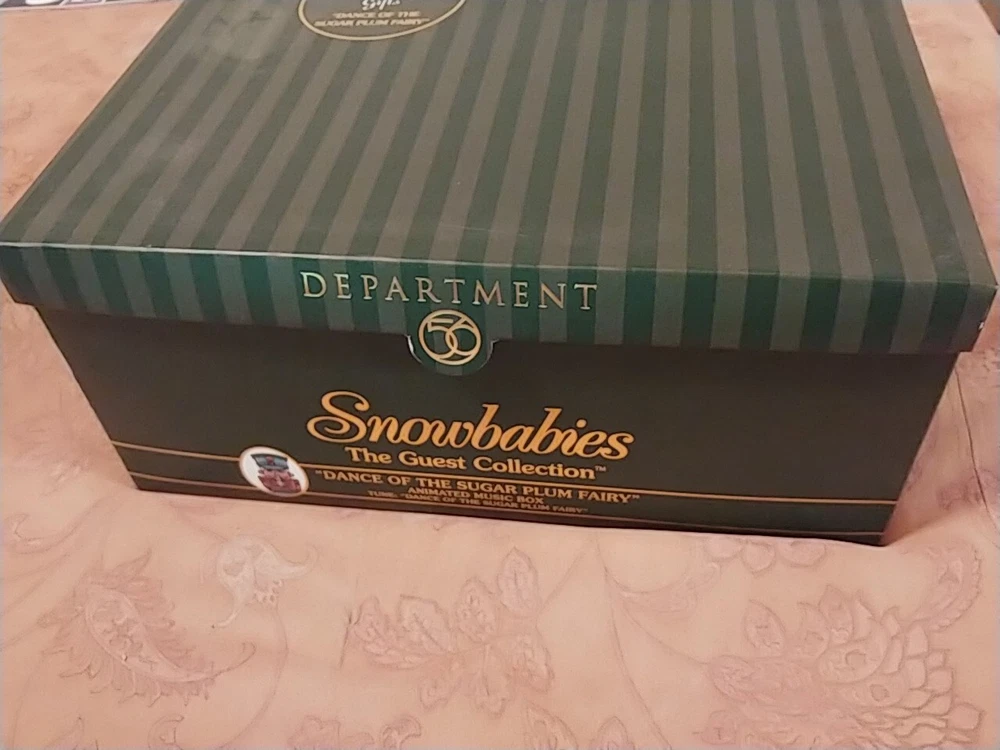 Gift
"DANCE OF THE
SUGAR PLUM FAIRY"
DEPARTMENT
56
Snowbabies
The Guest Collection™
"DANCE OF THE SUGAR PLUM FAIRY"
ANIMATED MUSIC BOX
TUNE: "DANCE OF THE SUGAR PLUM FAIRY"